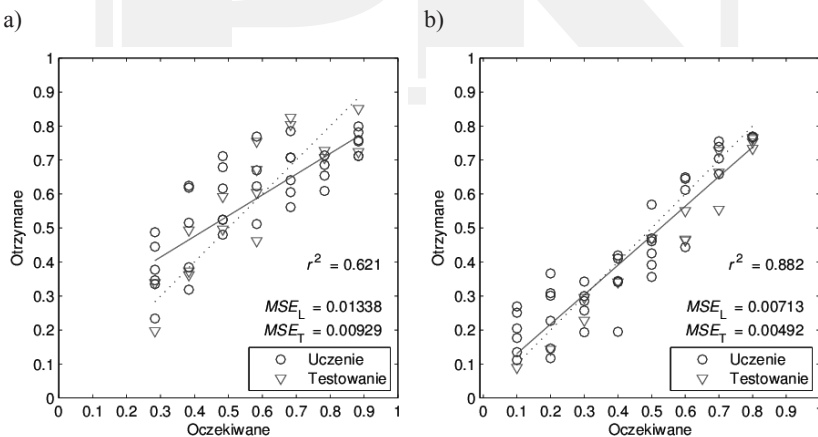 a)
1
0.9
0.8
0.7
0.6
0.5
0.4
0.3
0.2
0.1
0
Otrzymane
r² = 0.621
MSE_L = 0.01338
MSE_T = 0.00929
Uczenie
Testowanie
0 0.1 0.2 0.3 0.4 0.5 0.6 0.7 0.8 0.9 1
Oczekiwane
b)
1
0.9
0.8
0.7
0.6
0.5
0.4
0.3
0.2
0.1
0
Otrzymane
r² = 0.882
MSE_L = 0.00713
MSE_T = 0.00492
Uczenie
Testowanie
0 0.1 0.2 0.3 0.4 0.5 0.6 0.7 0.8 0.9 1
Oczekiwane